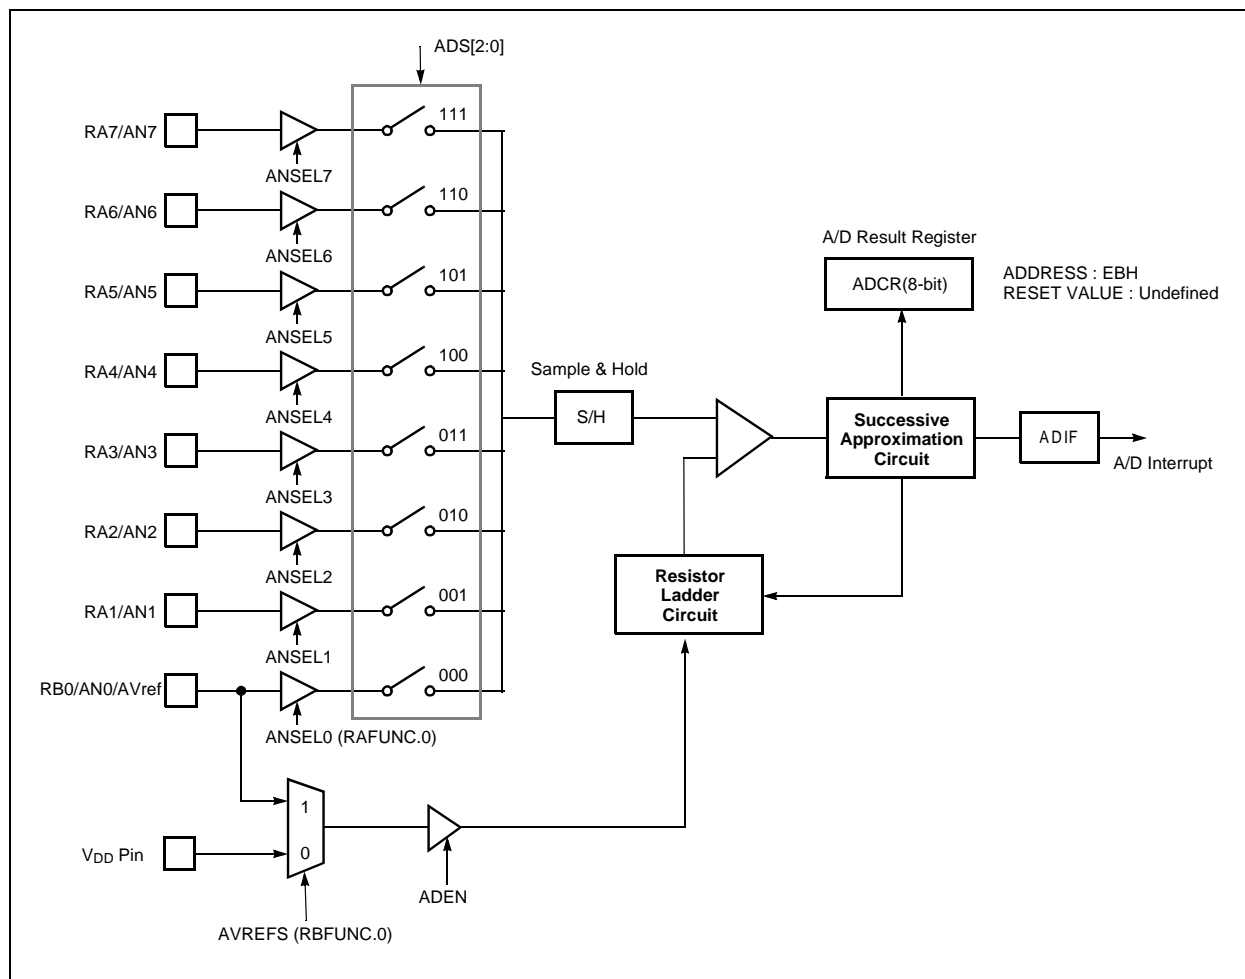 ADS[2:0]
RA7/AN7
111
ANSEL7
RA6/AN6
110
ANSEL6
RA5/AN5
101
ANSEL5
RA4/AN4
100
ANSEL4
RA3/AN3
011
ANSEL3
RA2/AN2
010
ANSEL2
RA1/AN1
001
ANSEL1
RB0/AN0/AVref
000
ANSEL0 (RAFUNC.0)
Sample & Hold
S/H
A/D Result Register
ADCR(8-bit)
ADDRESS : EBH
RESET VALUE : Undefined
Successive
Approximation
Circuit
ADIF
A/D Interrupt
Resistor
Ladder
Circuit
1
0
VDD Pin
ADEN
AVREFS (RBFUNC.0)